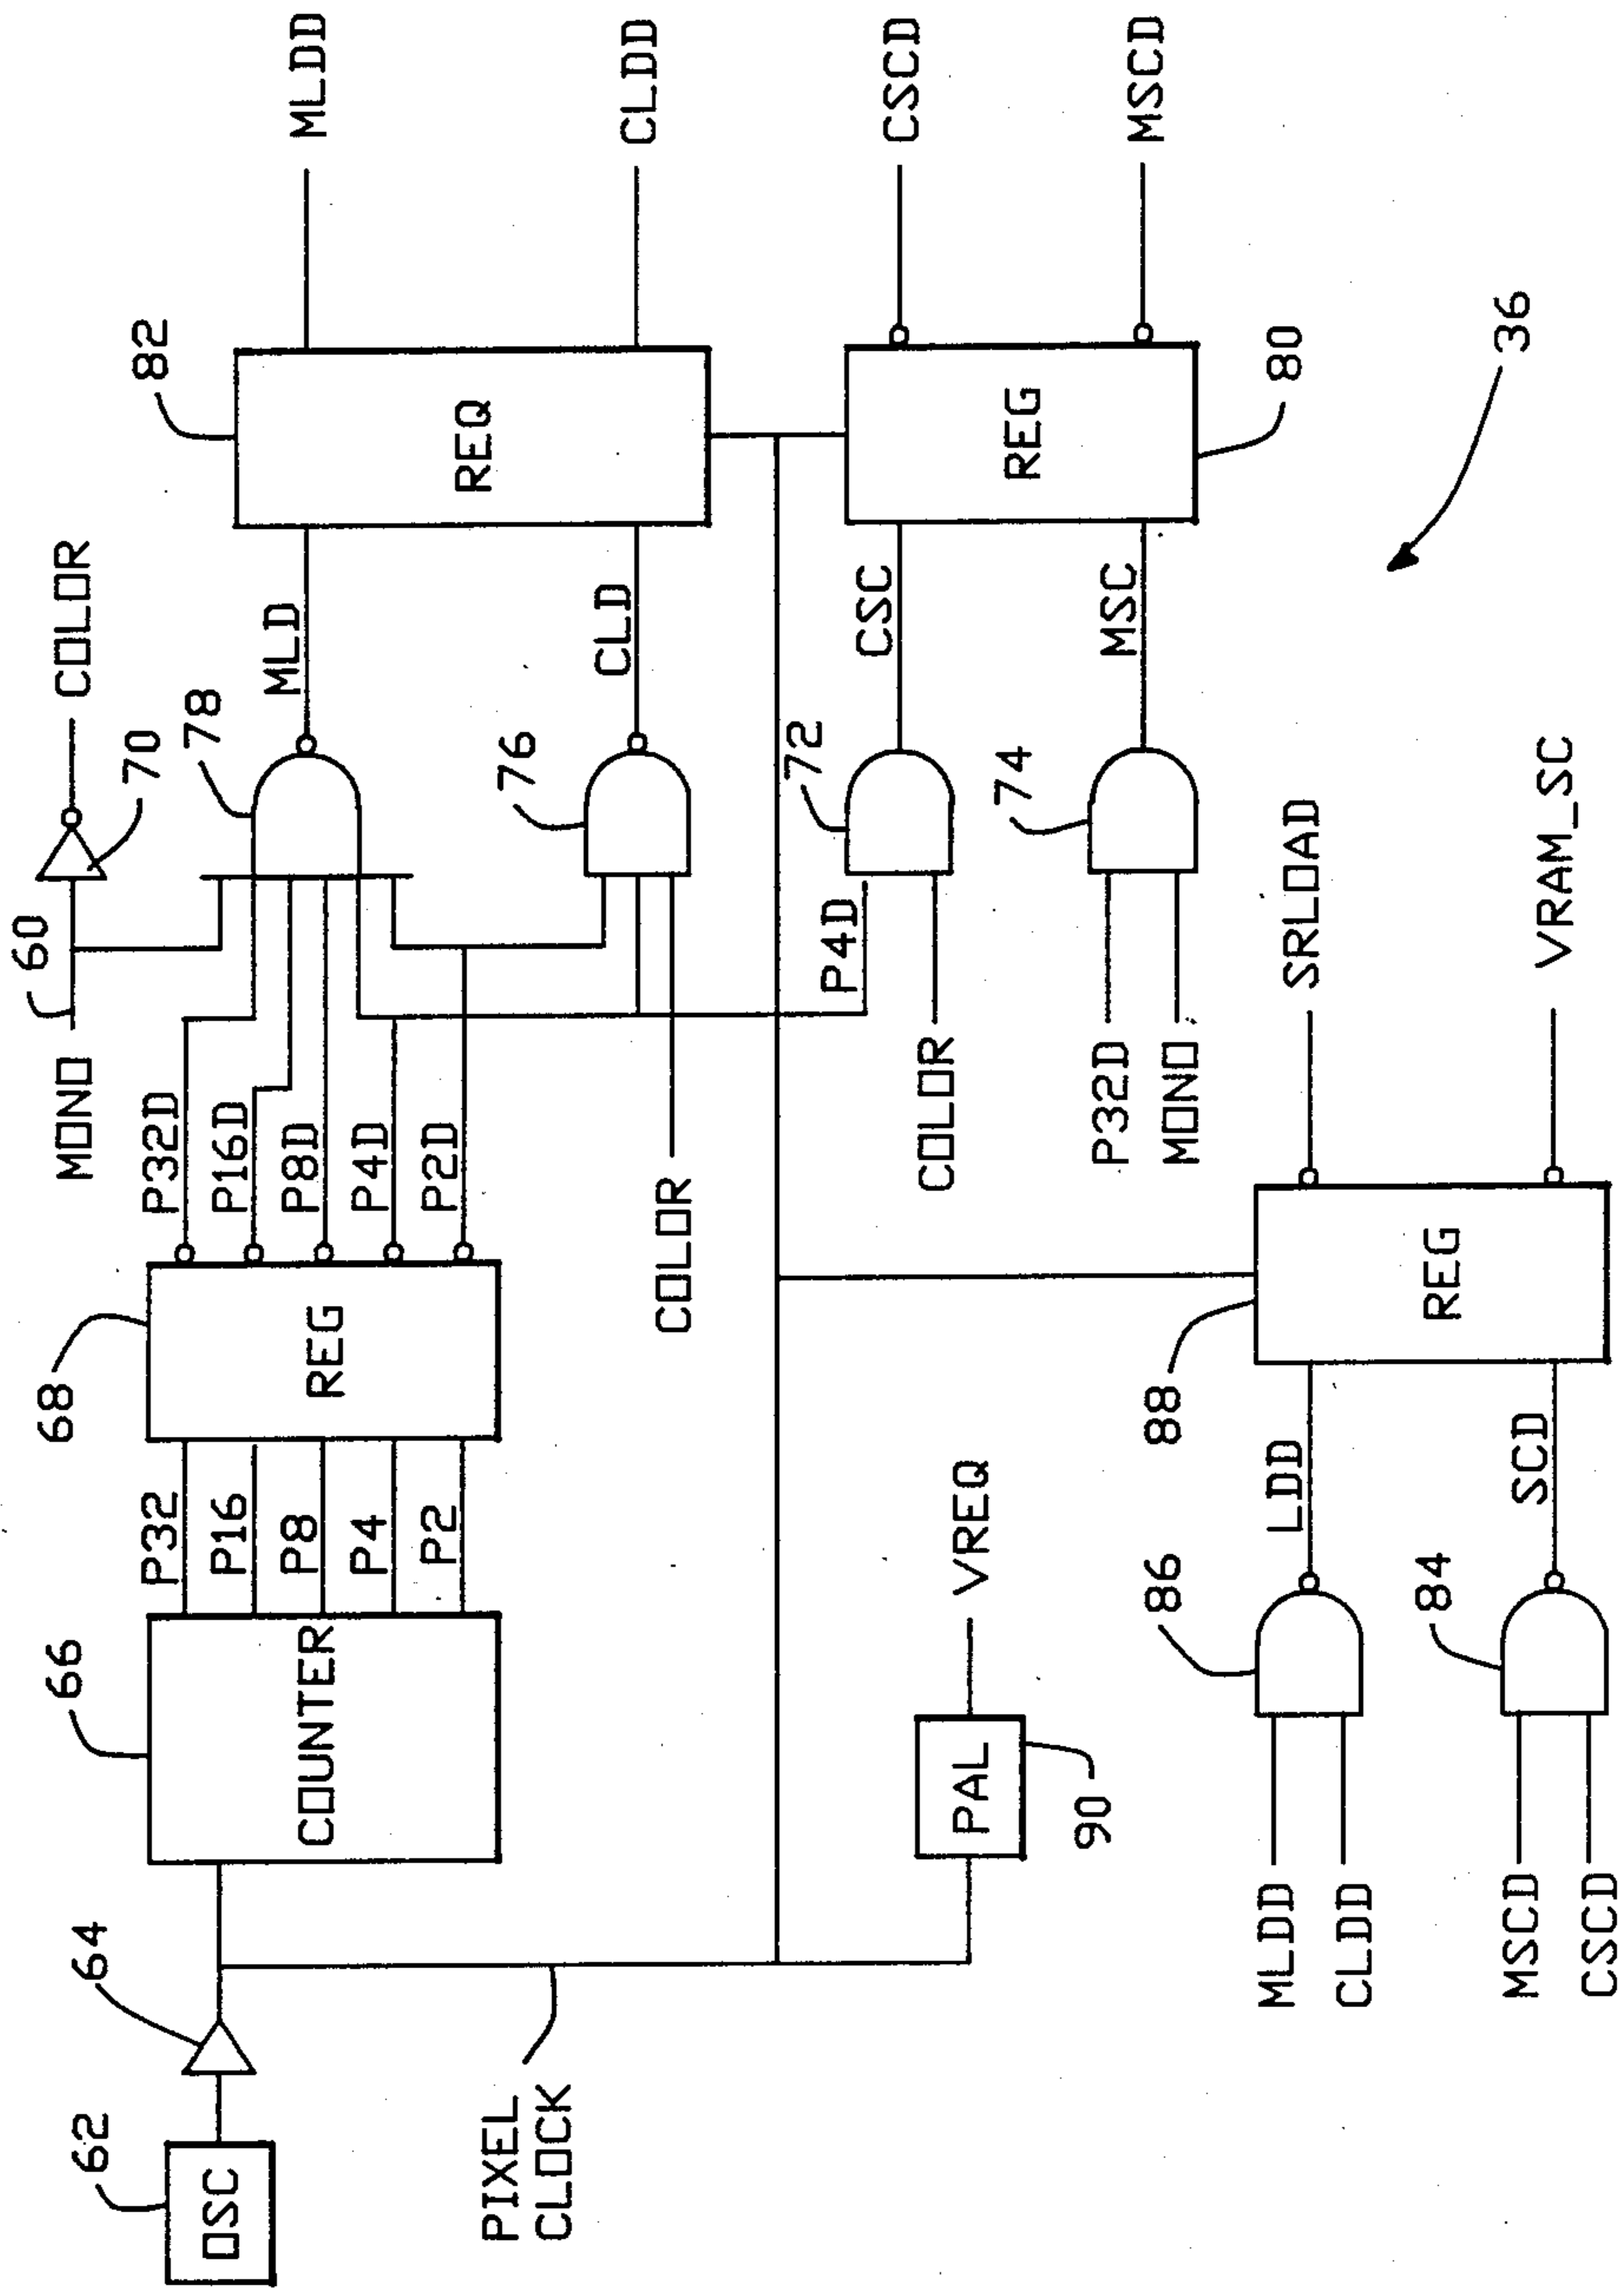 62
OSC
64
PIXEL
CLOCK
66
COUNTER
P32
P16
P8
P4
P2
68
REG
P32D
P16D
P8D
P4D
P2D
MONO
60
70
COLOR
78
MLD
82
REQ
MLDD
COLOR
76
CLD
CLDD
P4D
COLOR
72
CSC
REG
CSCD
P32D
MONO
74
MSC
80
MSCD
PAL
VREQ
90
MLDD
CLDD
86
LDD
88
REG
SRLOAD
MSCD
CSCD
84
SCD
VRAM_SC
36